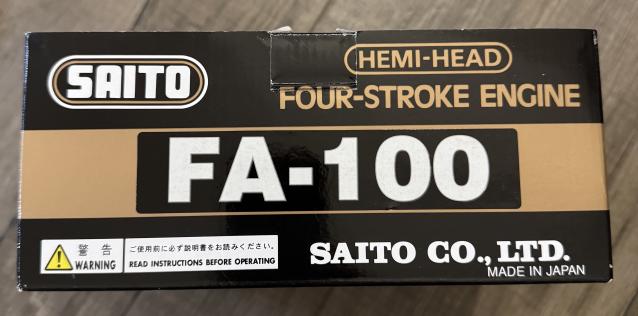 SAITO
HEMI-HEAD
FOUR-STROKE ENGINE
FA-100
警告
WARNING
ご使用前に必ず説明書をお読みください。
READ INSTRUCTIONS BEFORE OPERATING
SAITO CO., LTD.
MADE IN JAPAN